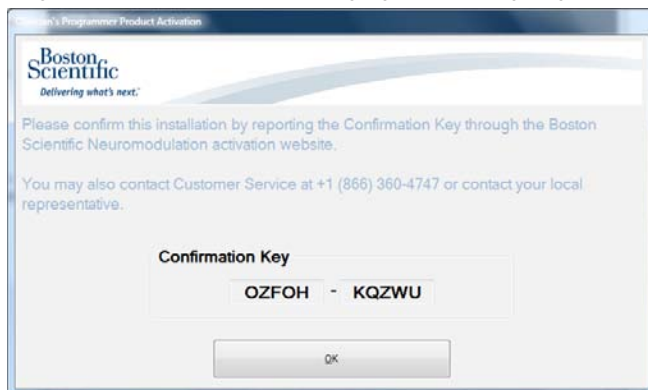 Clinician's Programmer Product Activation
Boston
Scientific
Delivering what's next.™
Please confirm this installation by reporting the Confirmation Key through the Boston
Scientific Neuromodulation activation website.
You may also contact Customer Service at +1 (866) 360-4747 or contact your local
representative.
Confirmation Key
OZFOH - KQZWU
OK